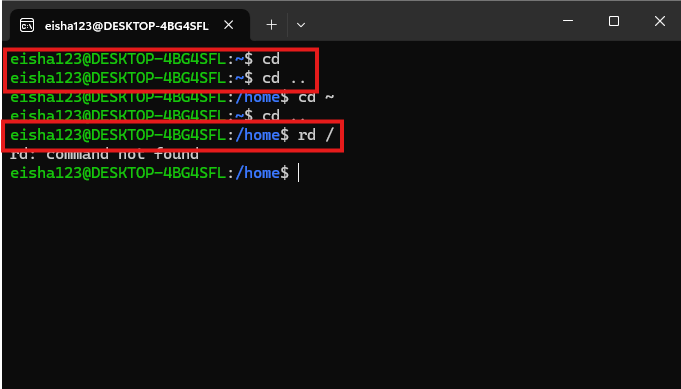 eisha123@DESKTOP-4BG4SFL
eisha123@DESKTOP-4BG4SFL:~$ cd
eisha123@DESKTOP-4BG4SFL:~$ cd ..
eisha123@DESKTOP-4BG4SFL:/home$ cd ~
eisha123@DESKTOP-4BG4SFL:~$ cd ..
eisha123@DESKTOP-4BG4SFL:/home$ rd /
rd: command not found
eisha123@DESKTOP-4BG4SFL:/home$